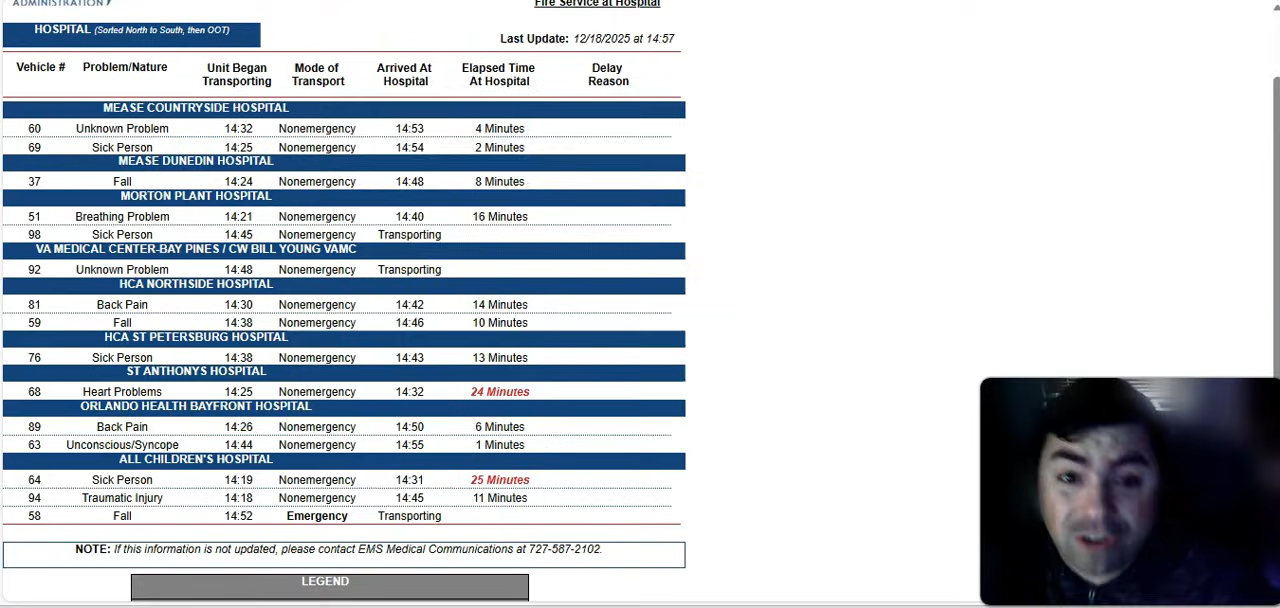 ADMINISTRATION
Fire Service at Hospital
HOSPITAL (Sorted North to South, then OOT)
Last Update: 12/18/2025 at 14:57
Vehicle # Problem/Nature Unit Began Transporting Mode of Transport Arrived At Hospital Elapsed Time At Hospital Delay Reason
MEASE COUNTRYSIDE HOSPITAL
60 Unknown Problem 14:32 Nonemergency 14:53 4 Minutes
69 Sick Person 14:25 Nonemergency 14:54 2 Minutes
MEASE DUNEDIN HOSPITAL
37 Fall 14:24 Nonemergency 14:48 8 Minutes
MORTON PLANT HOSPITAL
51 Breathing Problem 14:21 Nonemergency 14:40 16 Minutes
98 Sick Person 14:45 Nonemergency Transporting
VA MEDICAL CENTER-BAY PINES / CW BILL YOUNG VAMC
92 Unknown Problem 14:48 Nonemergency Transporting
HCA NORTHSIDE HOSPITAL
81 Back Pain 14:30 Nonemergency 14:42 14 Minutes
59 Fall 14:38 Nonemergency 14:46 10 Minutes
HCA ST PETERSBURG HOSPITAL
76 Sick Person 14:38 Nonemergency 14:43 13 Minutes
ST ANTHONYS HOSPITAL
68 Heart Problems 14:25 Nonemergency 14:32 24 Minutes
ORLANDO HEALTH BAYFRONT HOSPITAL
89 Back Pain 14:26 Nonemergency 14:50 6 Minutes
63 Unconscious/Syncope 14:44 Nonemergency 14:55 1 Minutes
ALL CHILDREN'S HOSPITAL
64 Sick Person 14:19 Nonemergency 14:31 25 Minutes
94 Traumatic Injury 14:18 Nonemergency 14:45 11 Minutes
58 Fall 14:52 Emergency Transporting
NOTE: If this information is not updated, please contact EMS Medical Communications at 727-587-2102.
LEGEND